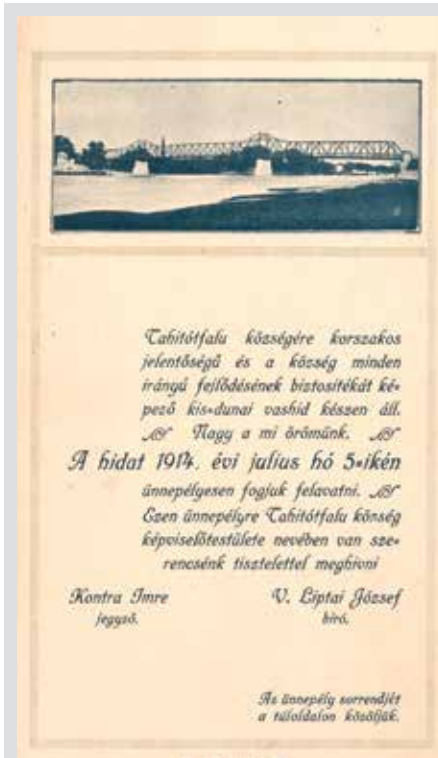 Tahitótfalu községére korszakos
jelentőségű és a község minden
irányú fejlődésének biztosítékát ké-
pező kis-dunai vashid készen áll.
Nagy a mi örömünk.
A hidat 1914. évi julius hó 5-ikén
ünnepélyesen fogjuk felavatni.
Ezen ünnepélyre Tahitótfalu község
képviselőtestülete nevében van sze-
rencsénk tisztelettel meghivni
Kontra Imre V. Liptai József
jegyző. biró.
Az ünnepély sorrendjét
a túloldalon közöljük.